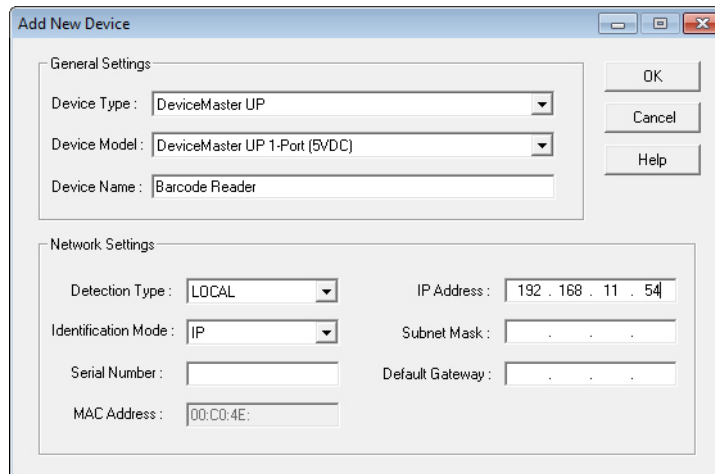 Add New Device
General Settings
Device Type : DeviceMaster UP
Device Model : DeviceMaster UP 1-Port (5VDC)
Device Name : Barcode Reader
OK
Cancel
Help
Network Settings
Detection Type : LOCAL
Identification Mode : IP
Serial Number :
MAC Address : 00:C0:4E:
IP Address : 192 . 168 . 11 . 54
Subnet Mask : . . .
Default Gateway : . . .